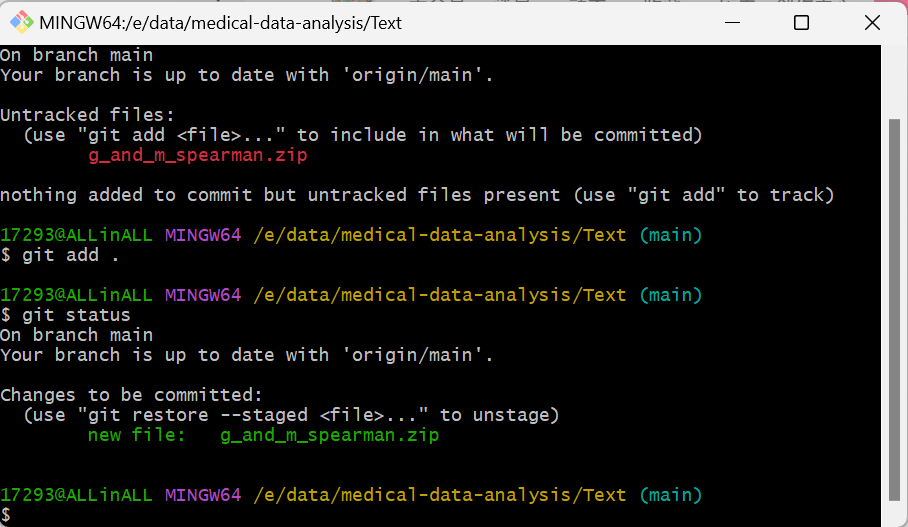 MINGW64:/e/data/medical-data-analysis/Text
On branch main
Your branch is up to date with 'origin/main'.
Untracked files:
(use "git add <file>..." to include in what will be committed)
g_and_m_spearman.zip
nothing added to commit but untracked files present (use "git add" to track)
17293@ALLinALL MINGW64 /e/data/medical-data-analysis/Text (main)
$ git add .
17293@ALLinALL MINGW64 /e/data/medical-data-analysis/Text (main)
$ git status
On branch main
Your branch is up to date with 'origin/main'.
Changes to be committed:
(use "git restore --staged <file>..." to unstage)
new file:   g_and_m_spearman.zip
17293@ALLinALL MINGW64 /e/data/medical-data-analysis/Text (main)
$